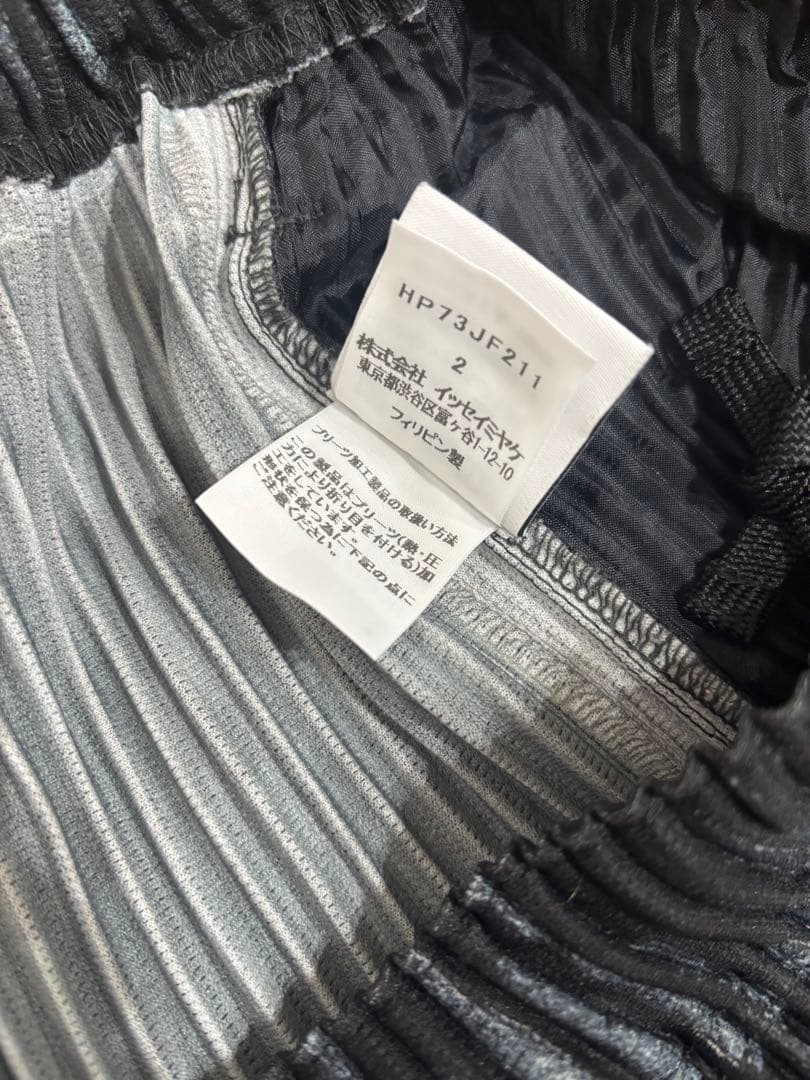 HP73JF211
2
株式会社 イッセイミヤケ
東京都渋谷区富ヶ谷1-12-10
フィリピン製
プリーツ加工製品の取扱い方法
この製品はプリーツ(熱・圧
力により折り目を付ける)加
工をしています。
形状を保つ為に下記の点に
注意ください。